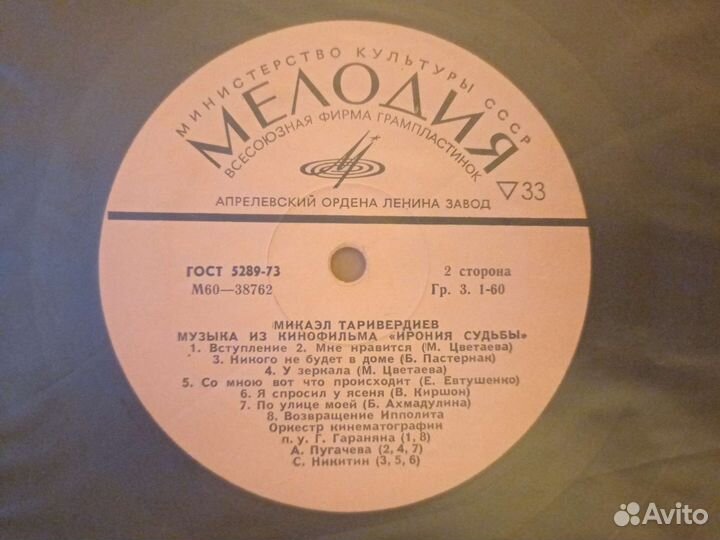 МИНИСТЕРСТВО КУЛЬТУРЫ СССР
МЕЛОДИЯ
ВСЕСОЮЗНАЯ ФИРМА ГРАМПЛАСТИНОК
АПРЕЛЕВСКИЙ ОРДЕНА ЛЕНИНА ЗАВОД
▽33
ГОСТ 5289-73
2 сторона
М60—38762
Гр. 3. 1-60
МИКАЭЛ ТАРИВЕРДИЕВ
МУЗЫКА ИЗ КИНОФИЛЬМА «ИРОНИЯ СУДЬБЫ»
1. Вступление 2. Мне нравится (М. Цветаева)
3. Никого не будет в доме (Б. Пастернак)
4. У зеркала (М. Цветаева)
5. Со мною вот что происходит (Е. Евтушенко)
6. Я спросил у ясеня (В. Киршон)
7. По улице моей (Б. Ахмадулина)
8. Возвращение Ипполита
Оркестр кинематографии
п. у. Г. Гараняна (1, 8)
А. Пугачева (2, 4, 7)
С. Никитин (3, 5, 6)
Avito